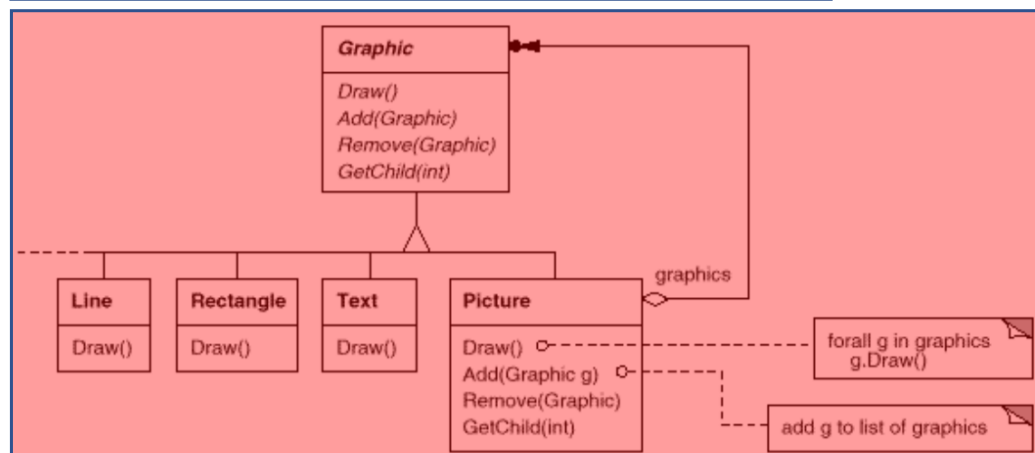 Graphic
Draw()
Add(Graphic)
Remove(Graphic)
GetChild(int)
graphics
Line
Draw()
Rectangle
Draw()
Text
Draw()
Picture
Draw()
Add(Graphic g)
Remove(Graphic)
GetChild(int)
forall g in graphics
g.Draw()
add g to list of graphics